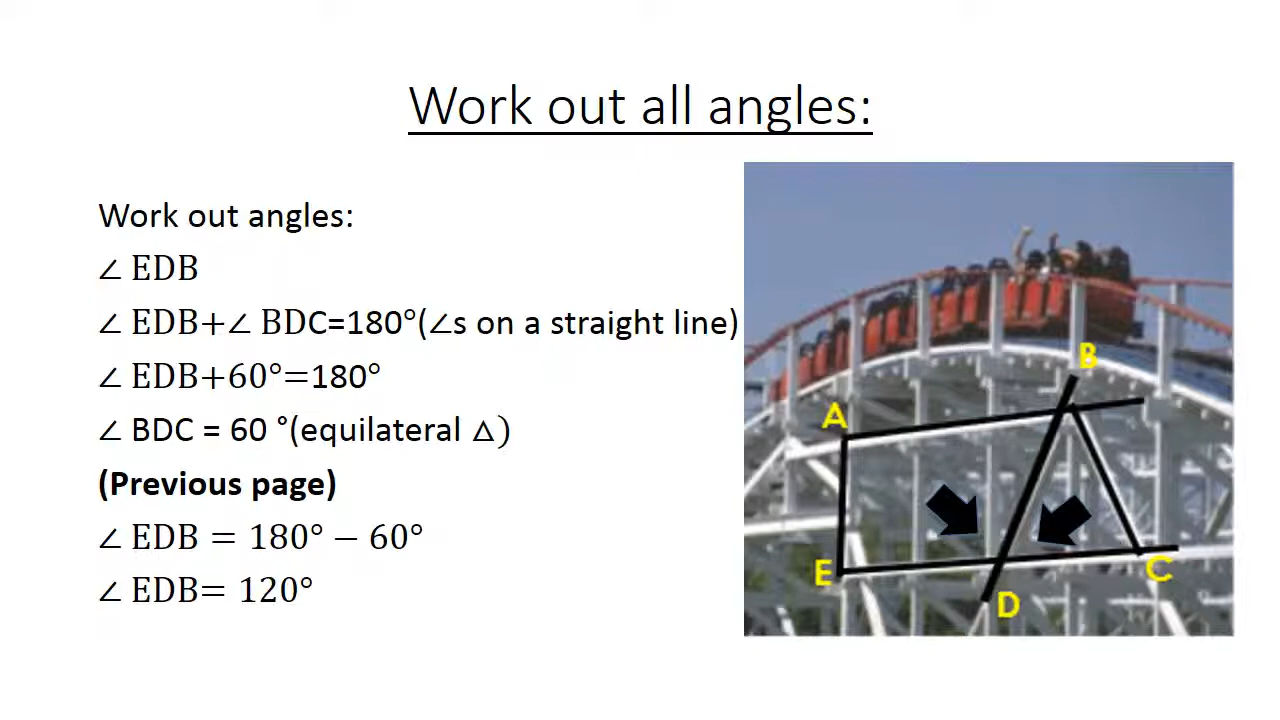 Work out all angles:
Work out angles:
∠ EDB
∠ EDB+∠ BDC=180°(∠s on a straight line)
∠ EDB+60°=180°
∠ BDC = 60 °(equilateral △)
(Previous page)
∠ EDB = 180° − 60°
∠ EDB= 120°
B
A
E
C
D